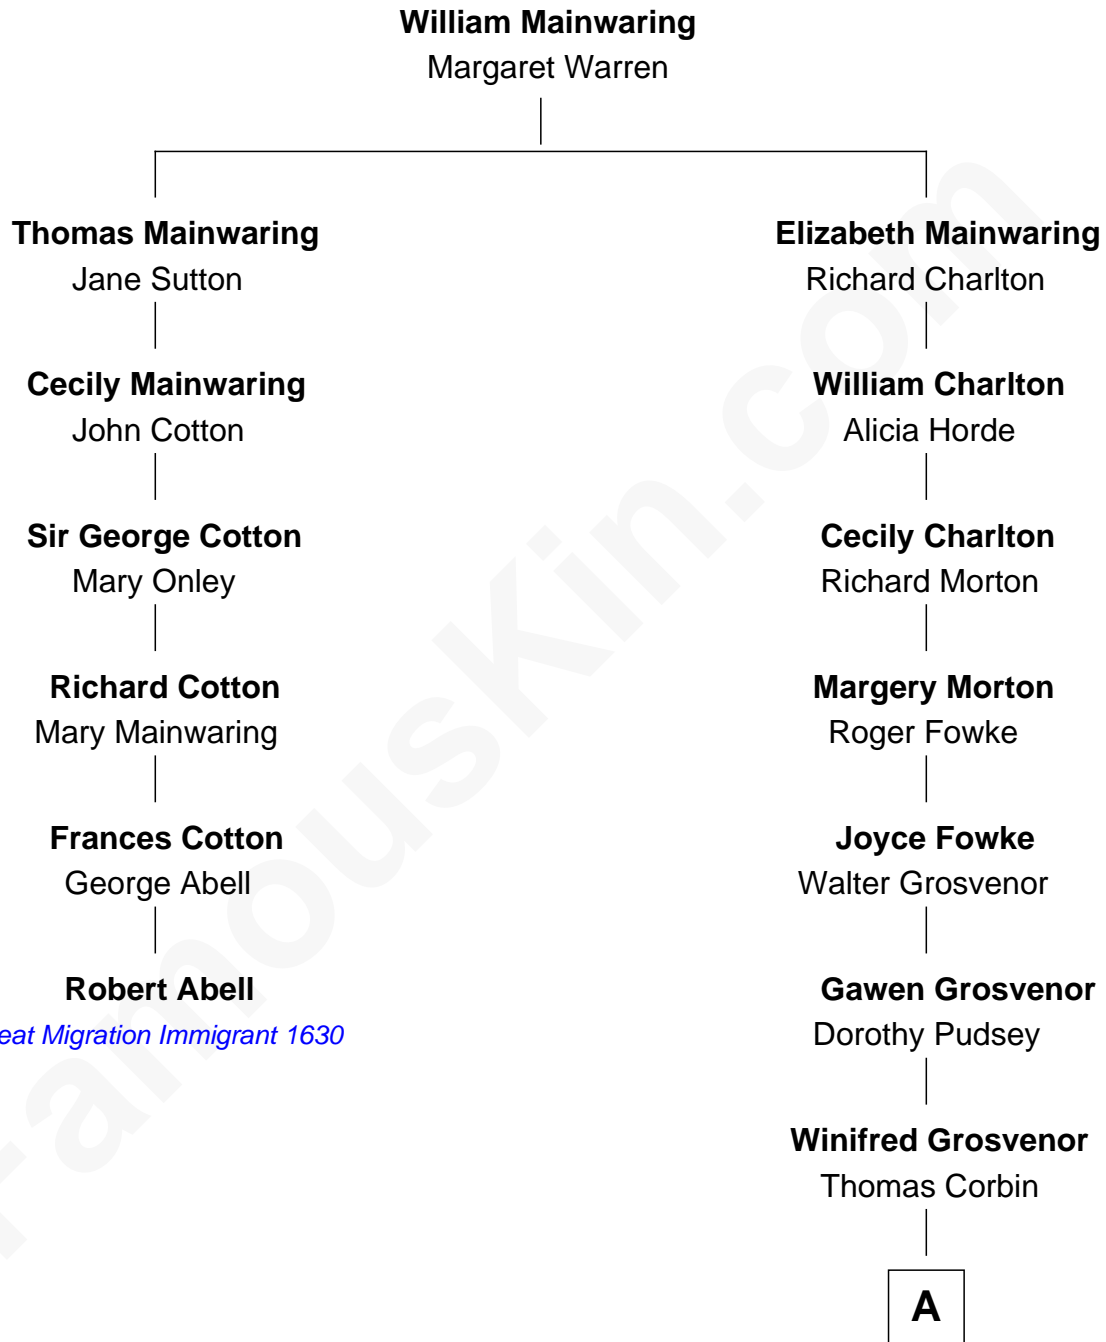 William Mainwaring
Margaret Warren
Thomas Mainwaring
Jane Sutton
Elizabeth Mainwaring
Richard Charlton
Cecily Mainwaring
John Cotton
William Charlton
Alicia Horde
Sir George Cotton
Mary Onley
Cecily Charlton
Richard Morton
Richard Cotton
Mary Mainwaring
Margery Morton
Roger Fowke
Frances Cotton
George Abell
Joyce Fowke
Walter Grosvenor
Robert Abell
eat Migration Immigrant 1630
Gawen Grosvenor
Dorothy Pudsey
Winifred Grosvenor
Thomas Corbin
A
FamousKin.com